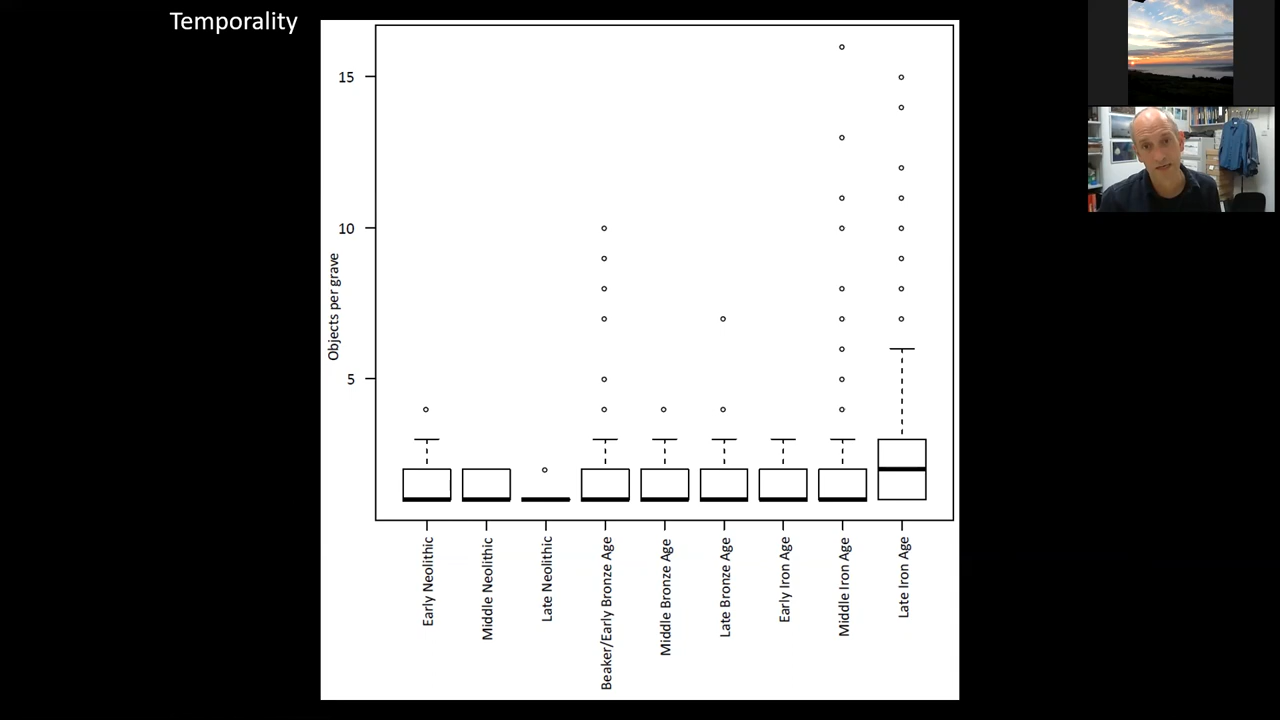 Temporality
15
10
5
Objects per grave
Early Neolithic
Middle Neolithic
Late Neolithic
Beaker/Early Bronze Age
Middle Bronze Age
Late Bronze Age
Early Iron Age
Middle Iron Age
Late Iron Age